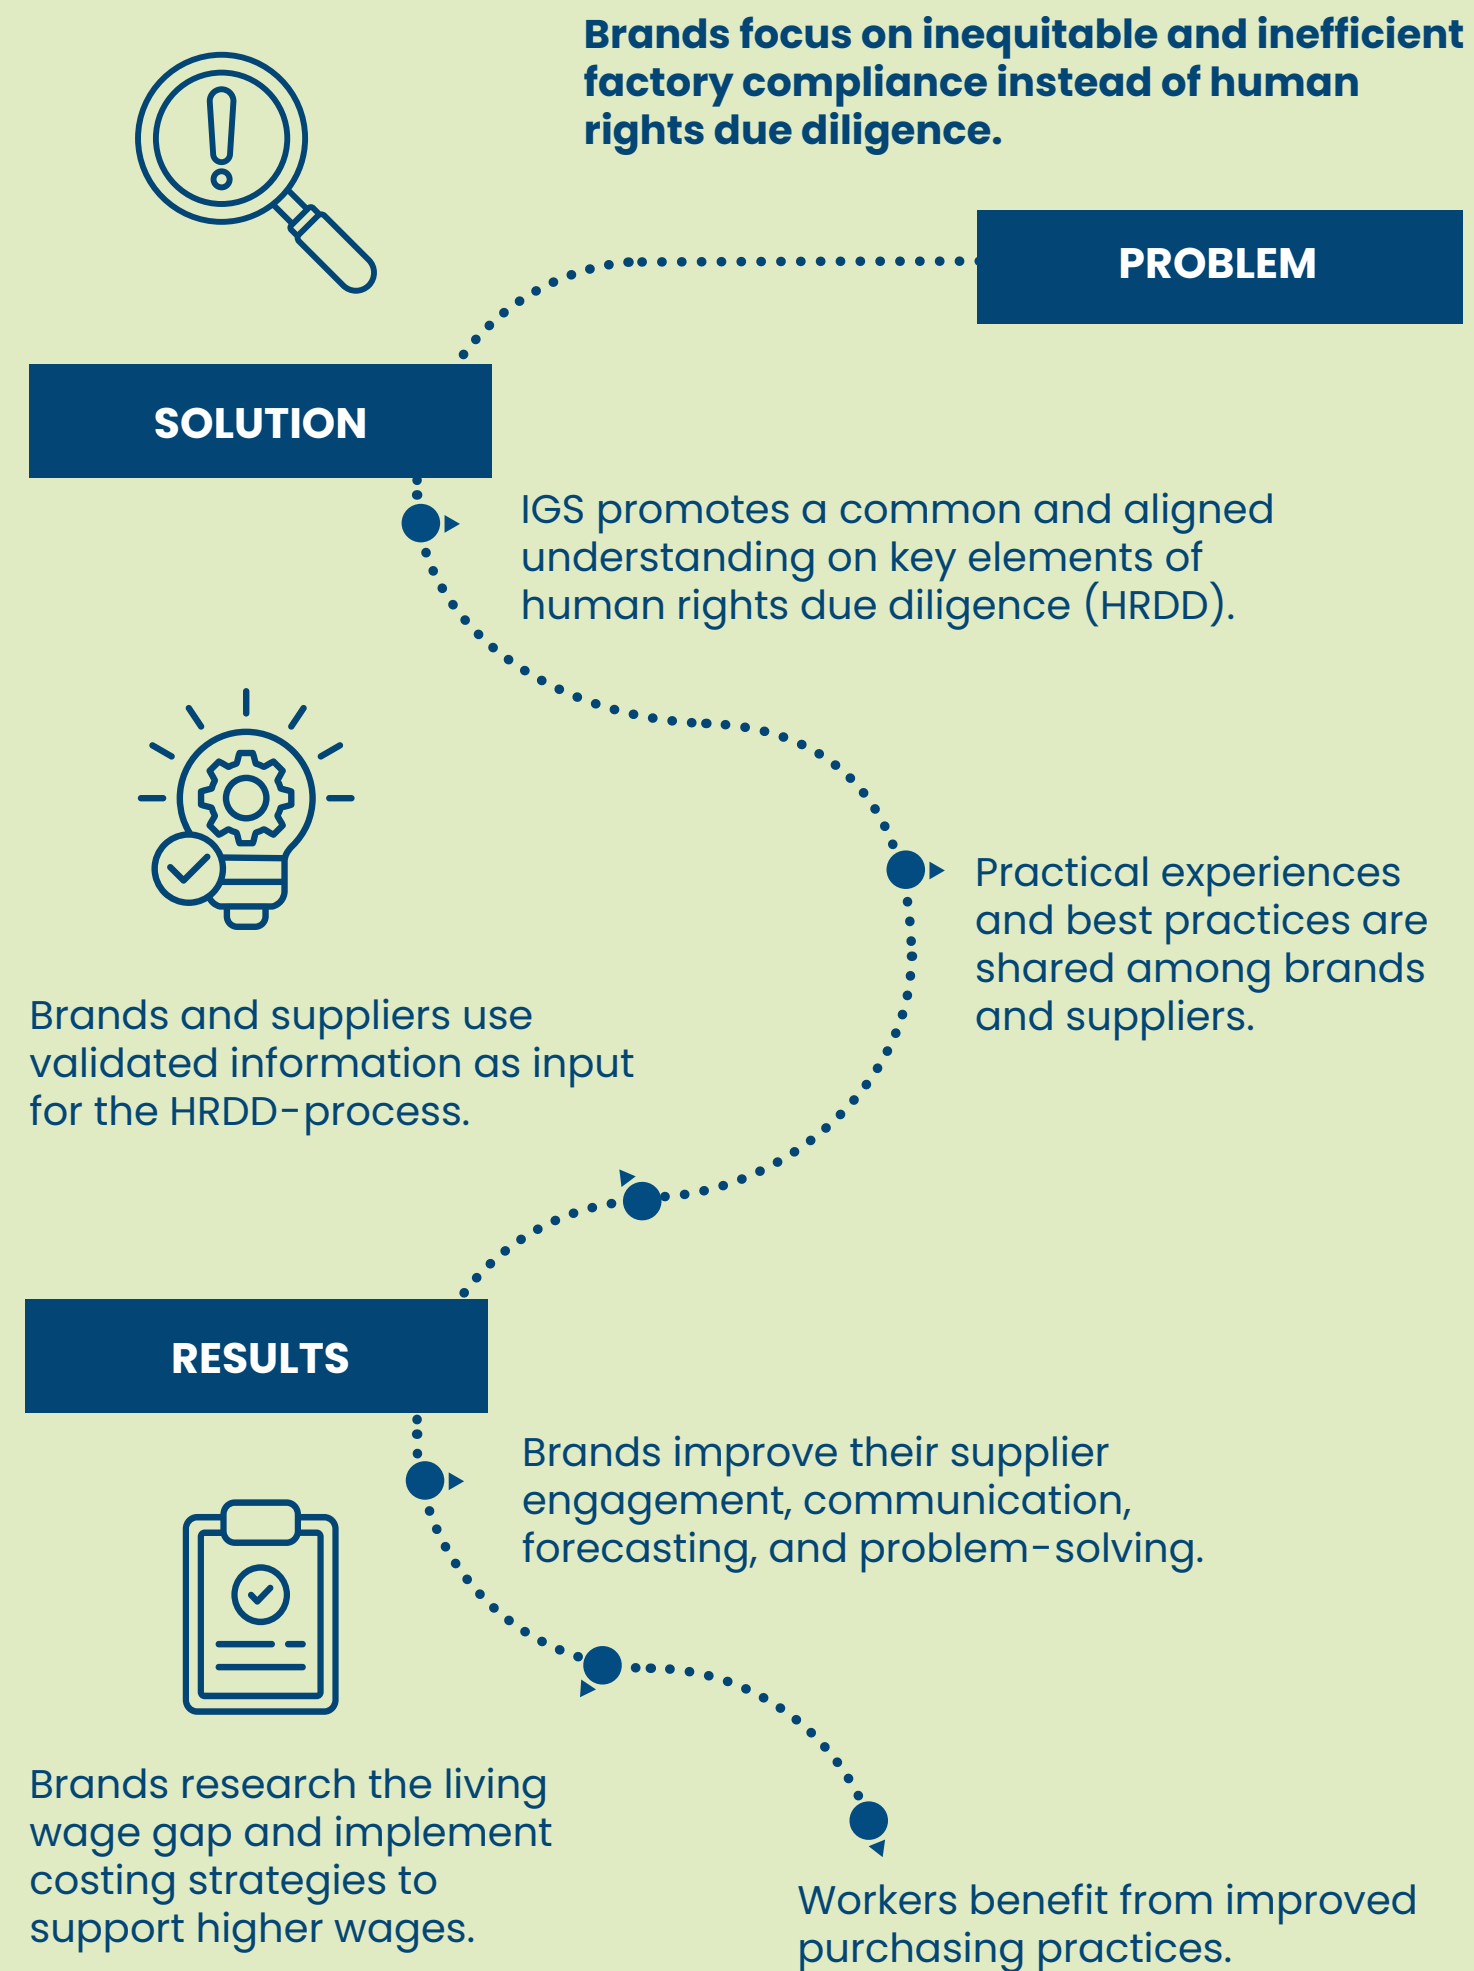 Brands focus on inequitable and inefficient
factory compliance instead of human
rights due diligence.
PROBLEM
SOLUTION
IGS promotes a common and aligned
understanding on key elements of
human rights due diligence (HRDD).
Practical experiences
and best practices are
shared among brands
and suppliers.
Brands and suppliers use
validated information as input
for the HRDD-process.
RESULTS
Brands improve their supplier
engagement, communication,
forecasting, and problem-solving.
Brands research the living
wage gap and implement
costing strategies to
support higher wages.
Workers benefit from improved
purchasing practices.